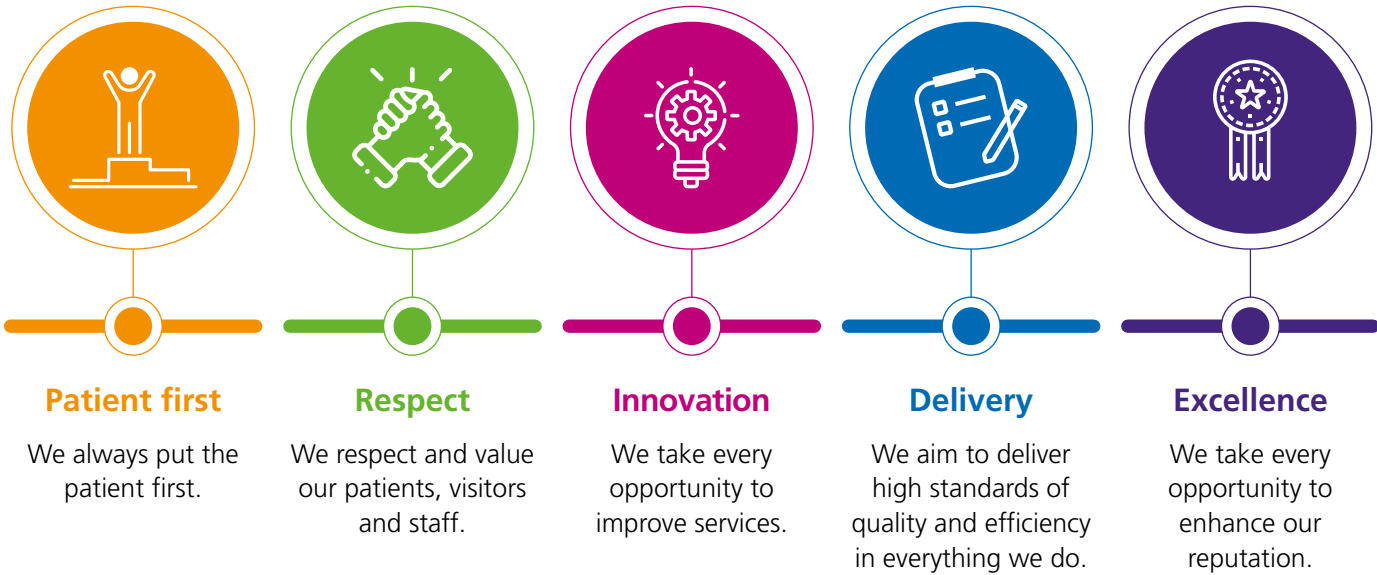 Patient first
We always put the
patient first.
Respect
We respect and value
our patients, visitors
and staff.
Innovation
We take every
opportunity to
improve services.
Delivery
We aim to deliver
high standards of
quality and efficiency
in everything we do.
Excellence
We take every
opportunity to
enhance our
reputation.